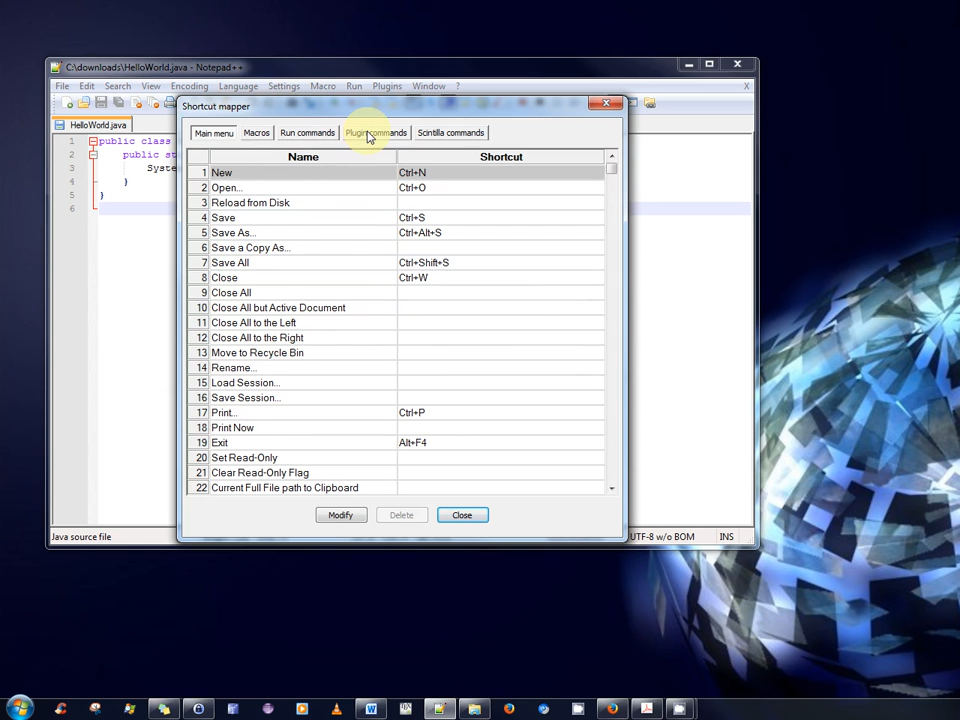 C:\downloads\HelloWorld.java - Notepad++
File Edit Search View Encoding Language Settings Macro Run Plugins Window ? X
Shortcut mapper
HelloWorld.java
Main menu Macros Run commands Plugin commands Scintilla commands
1 public class
2 public st
3 Syste
4 }
5 }
6
Name Shortcut
1 New Ctrl+N
2 Open... Ctrl+O
3 Reload from Disk
4 Save Ctrl+S
5 Save As... Ctrl+Alt+S
6 Save a Copy As...
7 Save All Ctrl+Shift+S
8 Close Ctrl+W
9 Close All
10 Close All but Active Document
11 Close All to the Left
12 Close All to the Right
13 Move to Recycle Bin
14 Rename...
15 Load Session...
16 Save Session...
17 Print... Ctrl+P
18 Print Now
19 Exit Alt+F4
20 Set Read-Only
21 Clear Read-Only Flag
22 Current Full File path to Clipboard
Modify Delete Close
Java source file UTF-8 w/o BOM INS